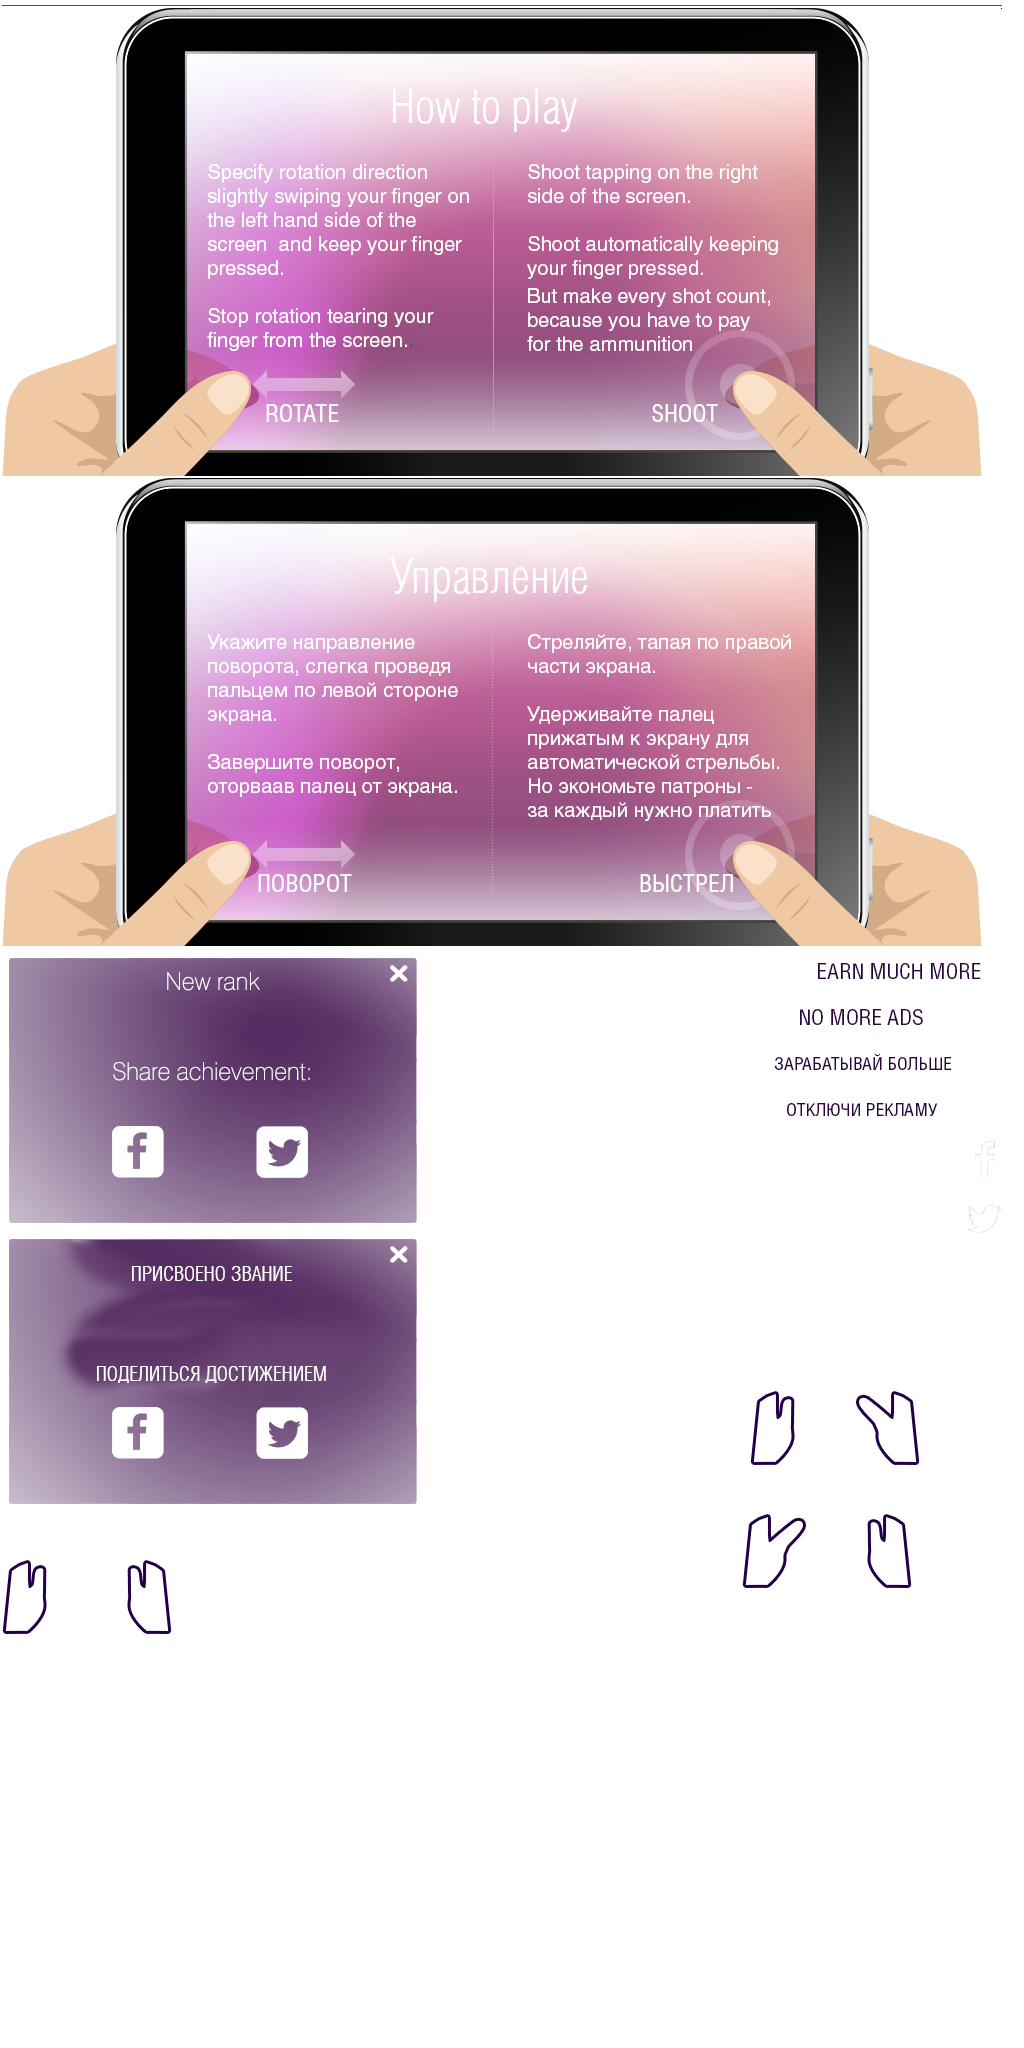 How to play
Specify rotation direction
slightly swiping your finger on
the left hand side of the
screen  and keep your finger
pressed.
Stop rotation tearing your
finger from the screen.
ROTATE
Shoot tapping on the right
side of the screen.
Shoot automatically keeping
your finger pressed.
But make every shot count,
because you have to pay
for the ammunition
SHOOT
Управление
Укажите направление
поворота, слегка проведя
пальцем по левой стороне
экрана.
Завершите поворот,
оторваав палец от экрана.
ПОВОРОТ
Стреляйте, тапая по правой
части экрана.
Удерживайте палец
прижатым к экрану для
автоматической стрельбы.
Но экономьте патроны -
за каждый нужно платить
ВЫСТРЕЛ
New rank
Share achievement:
ПРИСВОЕНО ЗВАНИЕ
ПОДЕЛИТЬСЯ ДОСТИЖЕНИЕМ
EARN MUCH MORE
NO MORE ADS
ЗАРАБАТЫВАЙ БОЛЬШЕ
ОТКЛЮЧИ РЕКЛАМУ